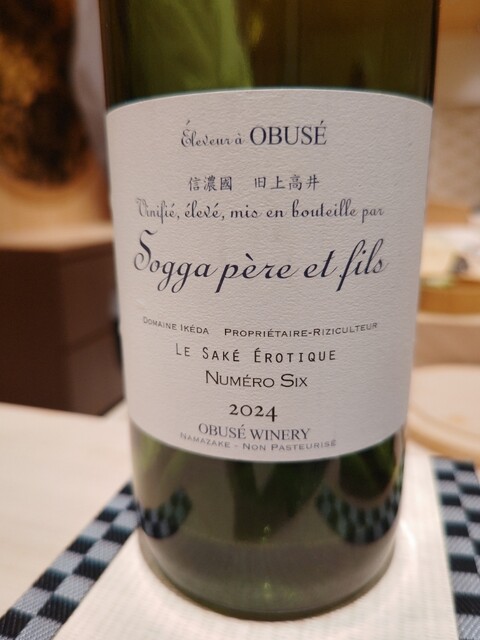 Éleveur à OBUSÉ
信濃國 旧上高井
Vinifié, élevé, mis en bouteille par
Sogga père et fils
DOMAINE IKÉDA PROPRIÉTAIRE-RIZICULTEUR
LE SAKÉ ÉROTIQUE
NUMÉRO SIX
2024
OBUSÉ WINERY
NAMAZAKE - NON PASTEURISÉ